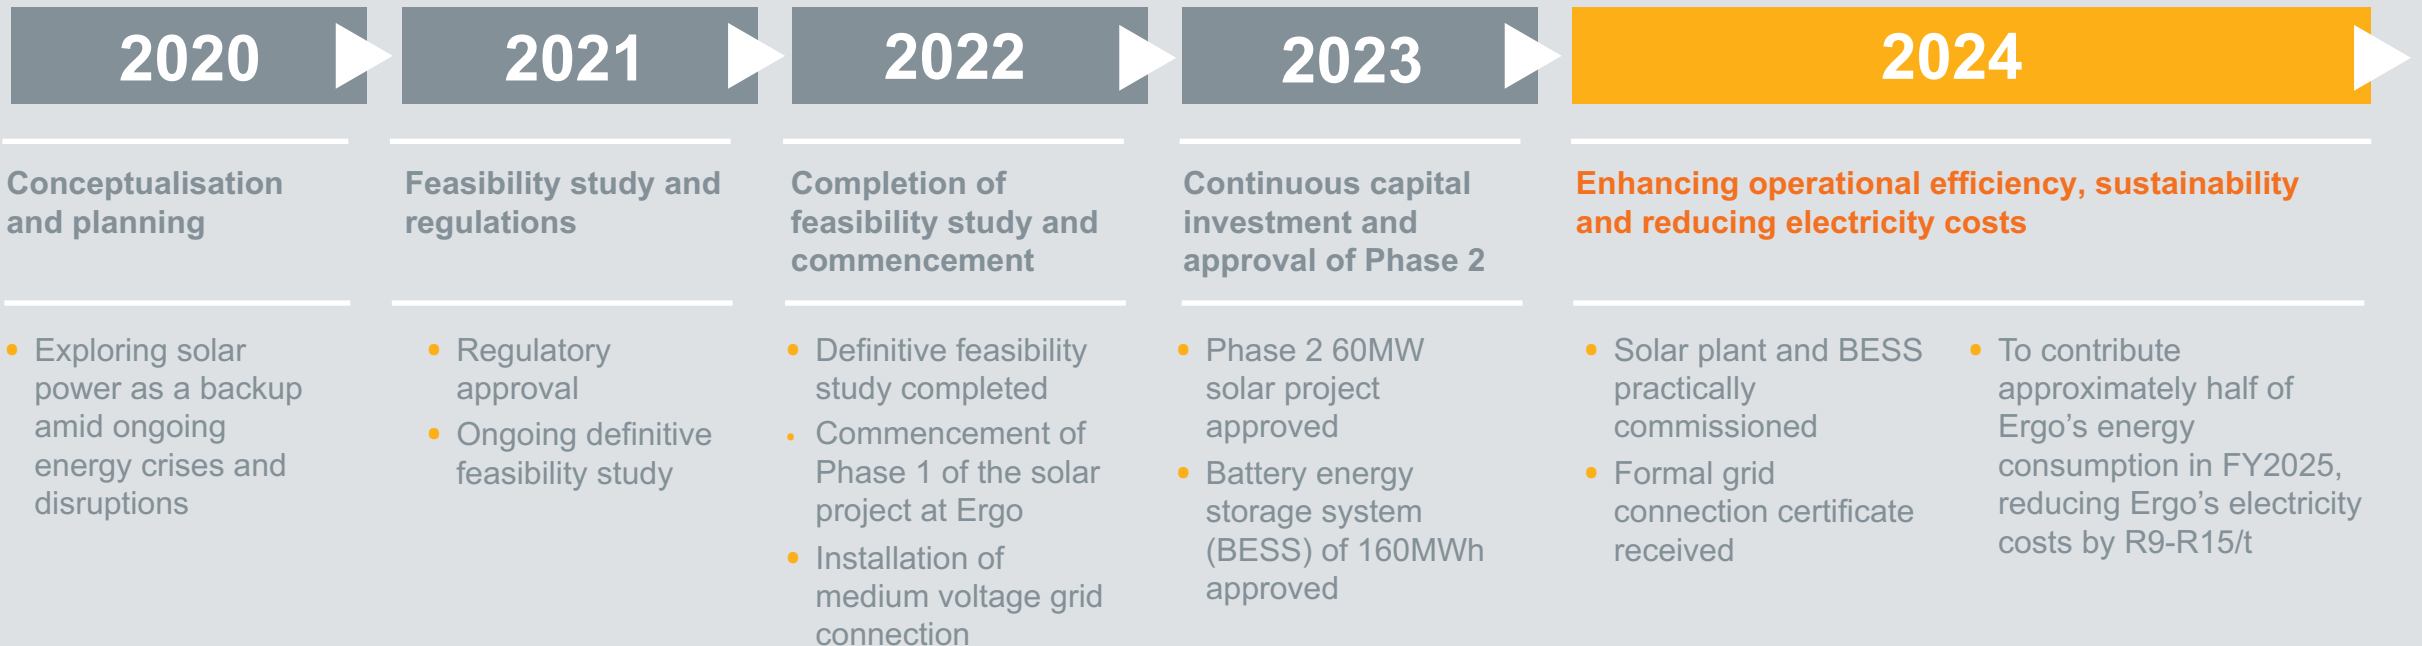 2020
Conceptualisation
and planning
• Exploring solar
power as a backup
amid ongoing
energy crises and
disruptions
2021
Feasibility study and
regulations
• Regulatory
approval
• Ongoing definitive
feasibility study
2022
Completion of
feasibility study and
commencement
• Definitive feasibility
study completed
• Commencement of
Phase 1 of the solar
project at Ergo
• Installation of
medium voltage grid
connection
2023
Continuous capital
investment and
approval of Phase 2
• Phase 2 60MW
solar project
approved
• Battery energy
storage system
(BESS) of 160MWh
approved
2024
Enhancing operational efficiency, sustainability
and reducing electricity costs
• Solar plant and BESS
practically
commissioned
• Formal grid
connection certificate
received
• To contribute
approximately half of
Ergo’s energy
consumption in FY2025,
reducing Ergo’s electricity
costs by R9-R15/t